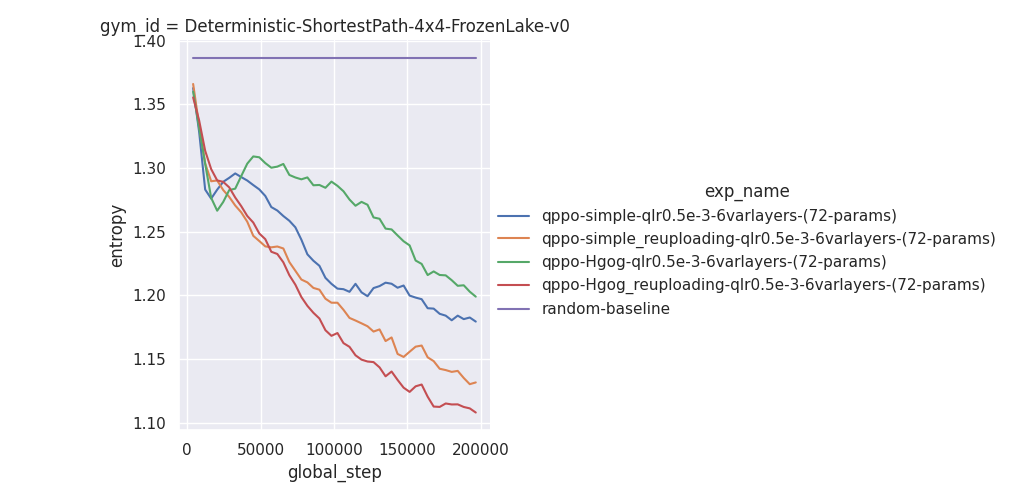 gym_id = Deterministic-ShortestPath-4x4-FrozenLake-v0
1.40
1.35
1.30
1.25
1.20
1.15
1.10
entropy
0
50000
100000
150000
200000
global_step
exp_name
qppo-simple-qlr0.5e-3-6varlayers-(72-params)
qppo-simple_reuploading-qlr0.5e-3-6varlayers-(72-params)
qppo-Hgog-qlr0.5e-3-6varlayers-(72-params)
qppo-Hgog_reuploading-qlr0.5e-3-6varlayers-(72-params)
random-baseline